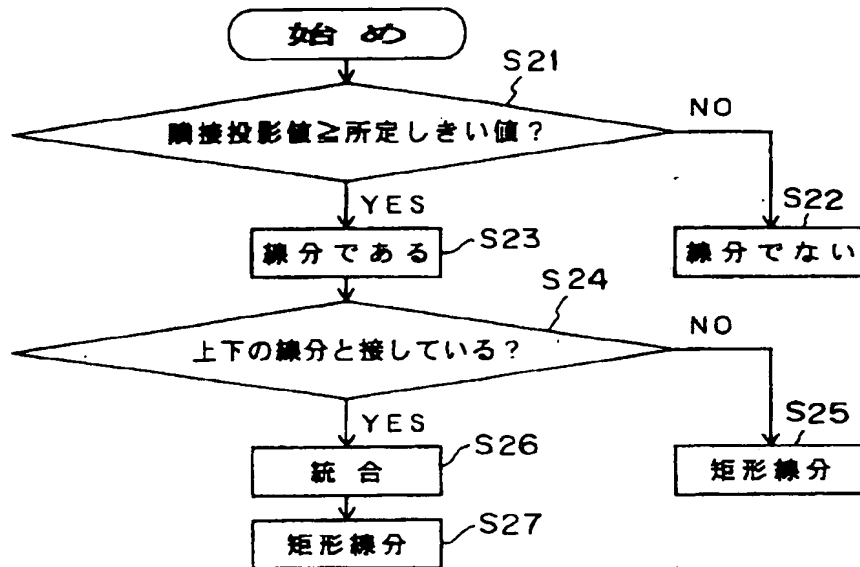 始め
S21
隣接投影値≧所定しきい値?
NO
YES
S22
S23
線分である
線分でない
S24
上下の線分と接している?
NO
YES
S25
S26
統合
矩形線分
S27
矩形線分